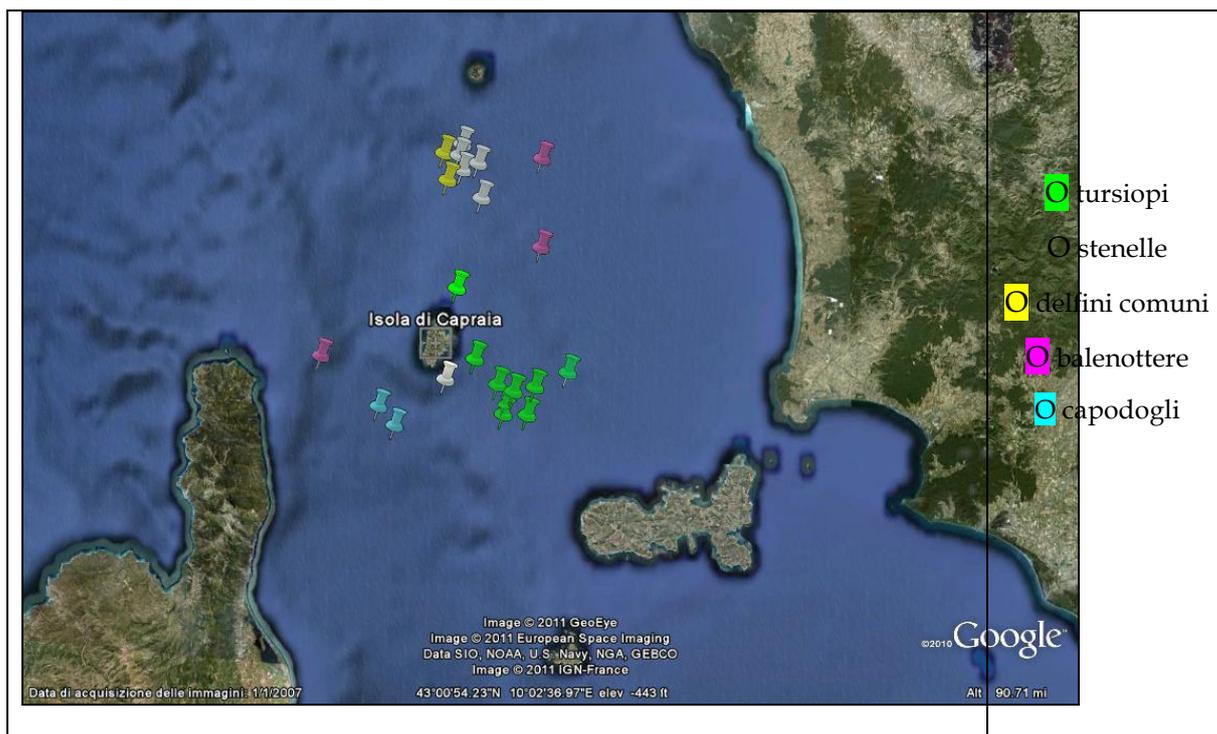 O tursiopi
O stenelle
O delfini comuni
O balenottere
O capodogli
Isola di Capraia
Image © 2011 GeoEye
Image © 2011 European Space Imaging
Data SIO, NOAA, U.S. Navy, NGA, GEBCO
Image © 2011 IGN-France
©2010 Google™
Data di acquisizione delle immagini: 1/1/2007
43°00'54.23"N 10°02'36.97"E elev -443 ft
Alt 90.71 mi